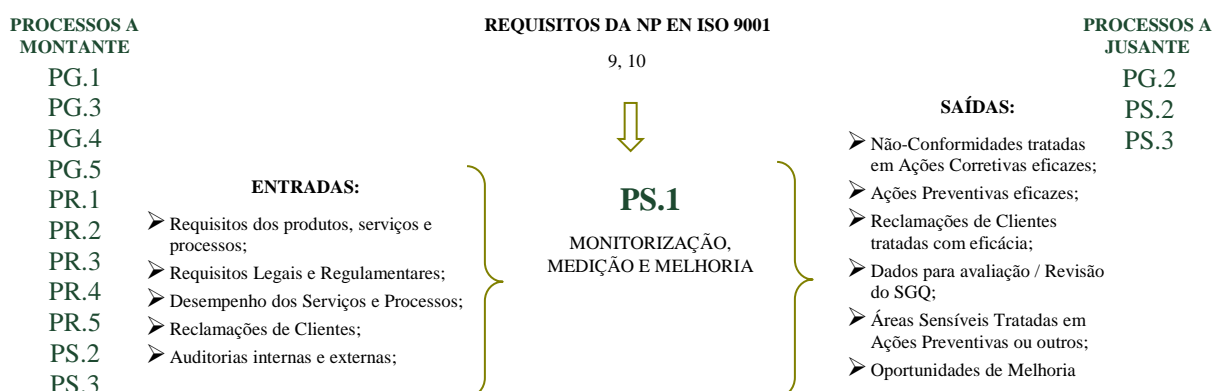 PROCESSOS A
MONTANTE
PG.1
PG.3
PG.4
PG.5
PR.1
PR.2
PR.3
PR.4
PR.5
PS.2
PS.3
ENTRADAS:
➢ Requisitos dos produtos, serviços e
processos;
➢ Requisitos Legais e Regulamentares;
➢ Desempenho dos Serviços e Processos;
➢ Reclamações de Clientes;
➢ Auditorias internas e externas;
REQUISITOS DA NP EN ISO 9001
9, 10
PS.1
MONITORIZAÇÃO,
MEDIÇÃO E MELHORIA
SAÍDAS:
➢ Não-Conformidades tratadas
em Ações Corretivas eficazes;
➢ Ações Preventivas eficazes;
➢ Reclamações de Clientes
tratadas com eficácia;
➢ Dados para avaliação / Revisão
do SGQ;
➢ Áreas Sensíveis Tratadas em
Ações Preventivas ou outros;
➢ Oportunidades de Melhoria
PROCESSOS A
JUSANTE
PG.2
PS.2
PS.3